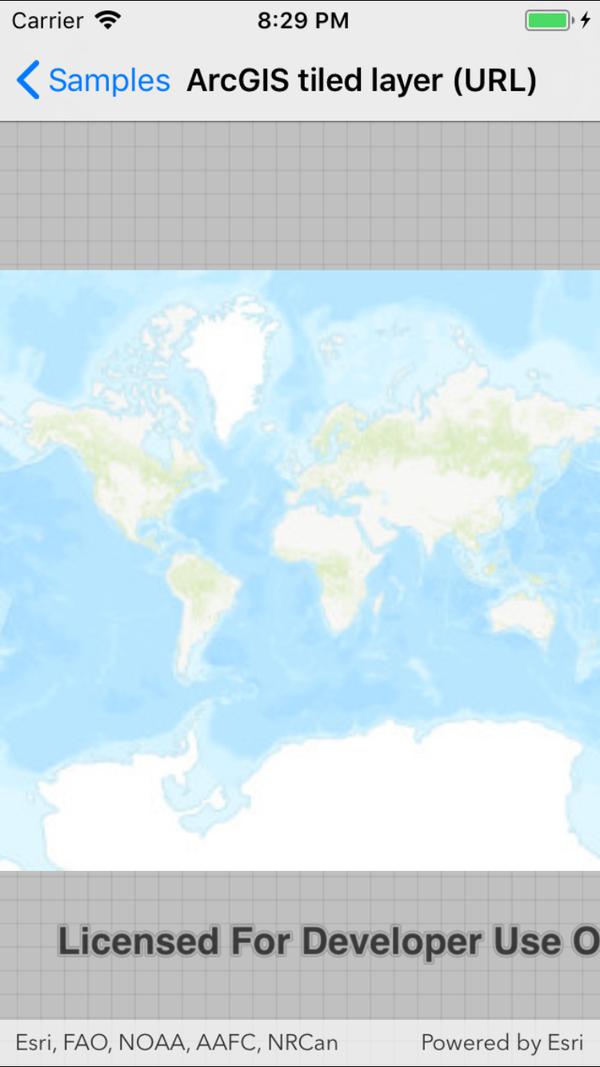 Carrier 8:29 PM
Samples ArcGIS tiled layer (URL)
Licensed For Developer Use O
Esri, FAO, NOAA, AAFC, NRCan Powered by Esri